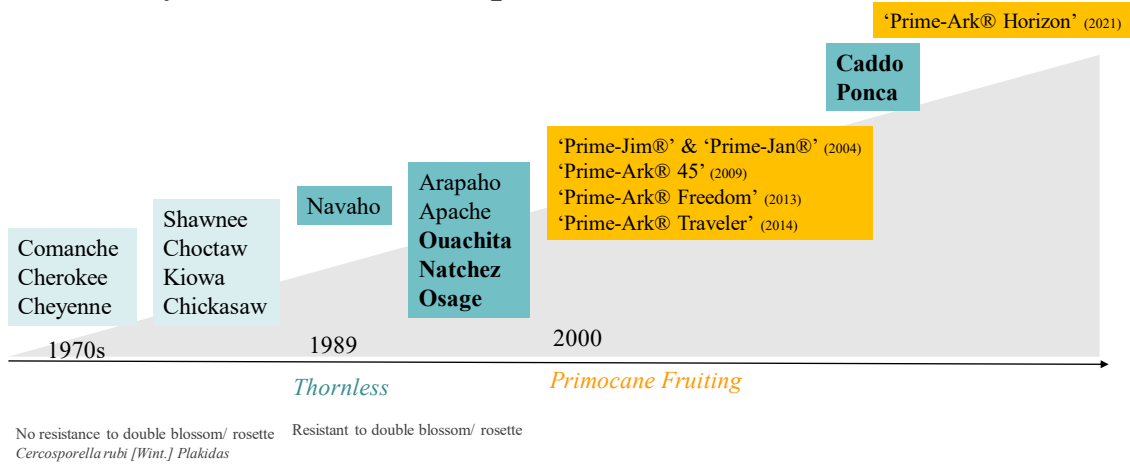 ‘Prime-Ark® Horizon’ (2021)
Caddo
Ponca
‘Prime-Jim®’ & ‘Prime-Jan®’ (2004)
‘Prime-Ark® 45’ (2009)
‘Prime-Ark® Freedom’ (2013)
‘Prime-Ark® Traveler’ (2014)
Arapaho
Apache
Ouachita
Natchez
Osage
Navaho
Shawnee
Choctaw
Kiowa
Chickasaw
Comanche
Cherokee
Cheyenne
1970s
1989
2000
Thornless
Primocane Fruiting
No resistance to double blossom/ rosette
Cercosporella rubi [Wint.] Plakidas
Resistant to double blossom/ rosette